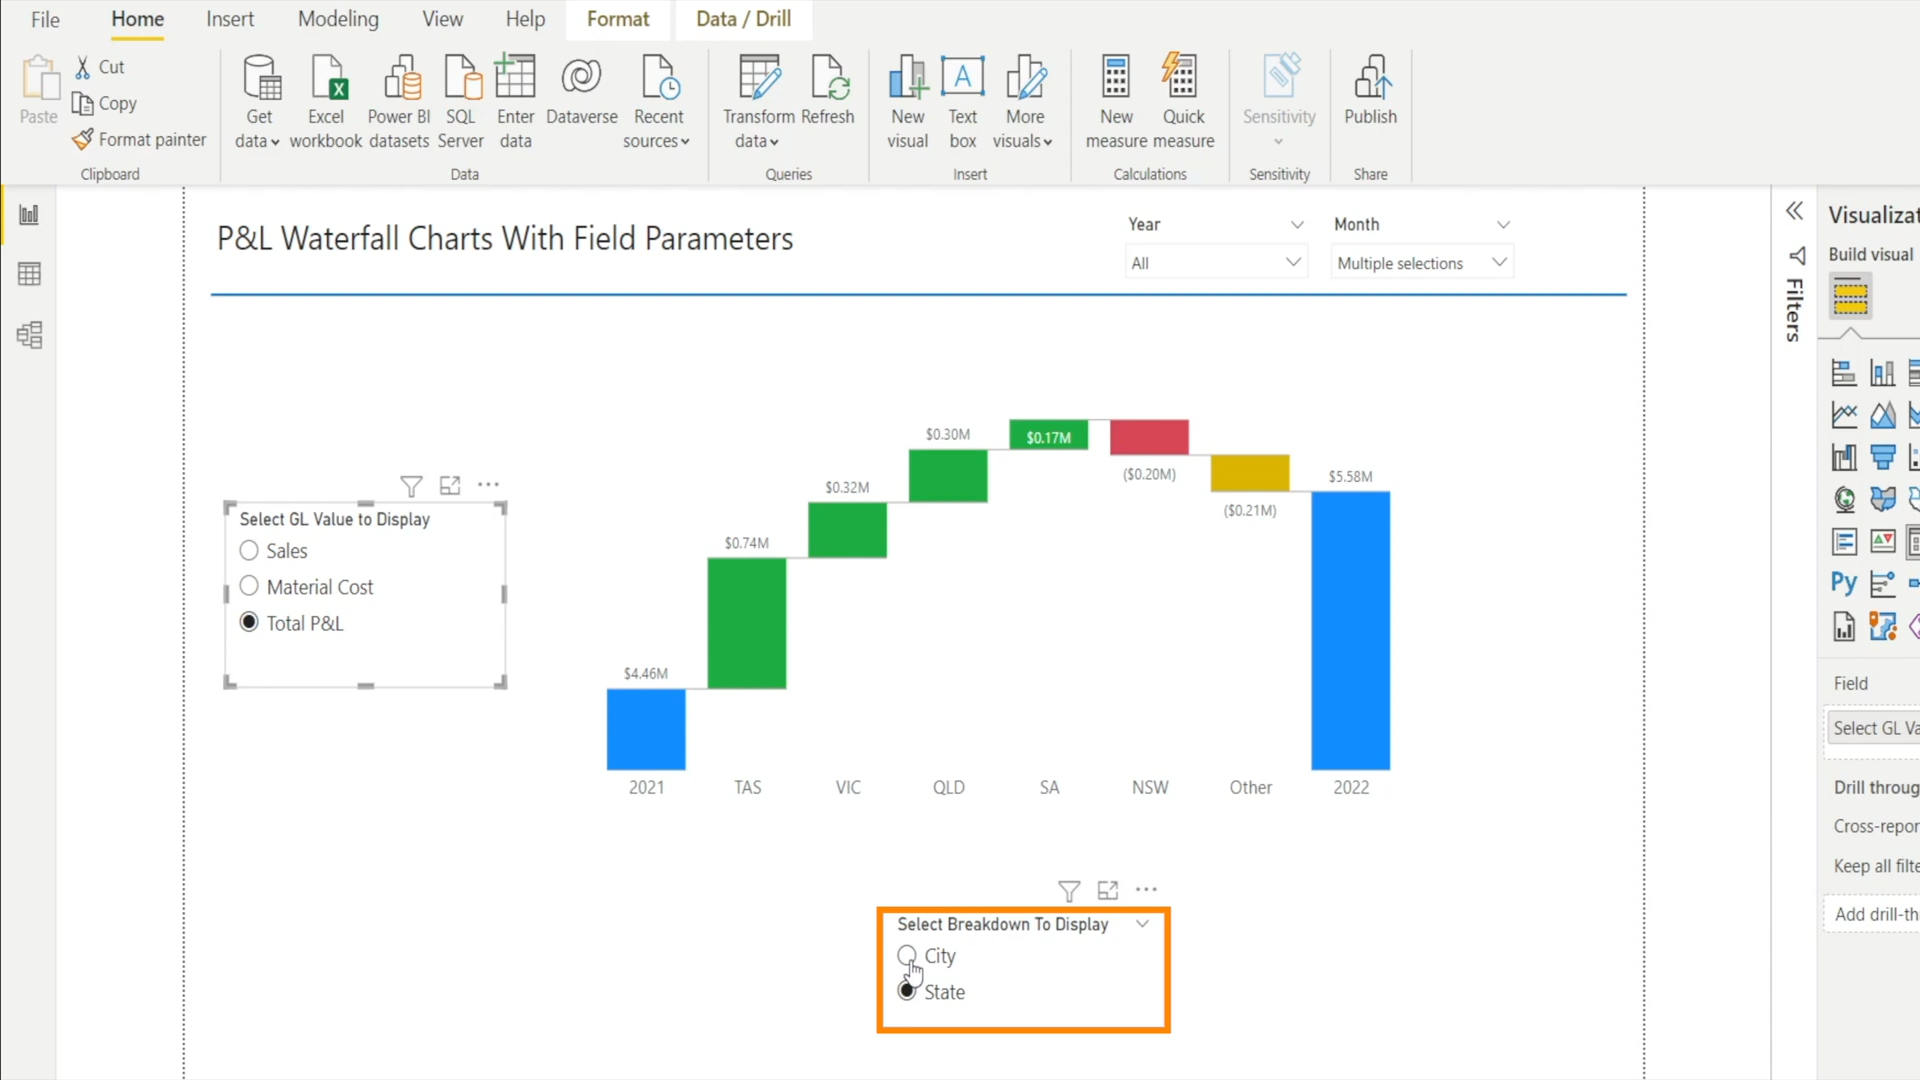 File Home Insert Modeling View Help Format Data / Drill
Paste
Cut
Copy
Format painter
Clipboard
Get data
Excel workbook
Power BI datasets
SQL Server
Enter data
Dataverse
Recent sources
Data
Transform data
Refresh
Queries
New visual
Text box
More visuals
Insert
New measure
Quick measure
Calculations
Sensitivity
Sensitivity
Publish
Share
P&L Waterfall Charts With Field Parameters
Year
All
Month
Multiple selections
Select GL Value to Display
Sales
Material Cost
Total P&L
$4.46M
$0.74M
$0.32M
$0.30M
$0.17M
($0.20M)
($0.21M)
$5.58M
2021 TAS VIC QLD SA NSW Other 2022
Select Breakdown To Display
City
State
Filters
Visualizat
Build visual
Py
Field
Select GL Va
Drill throug
Cross-repor
Keep all filte
Add drill-th